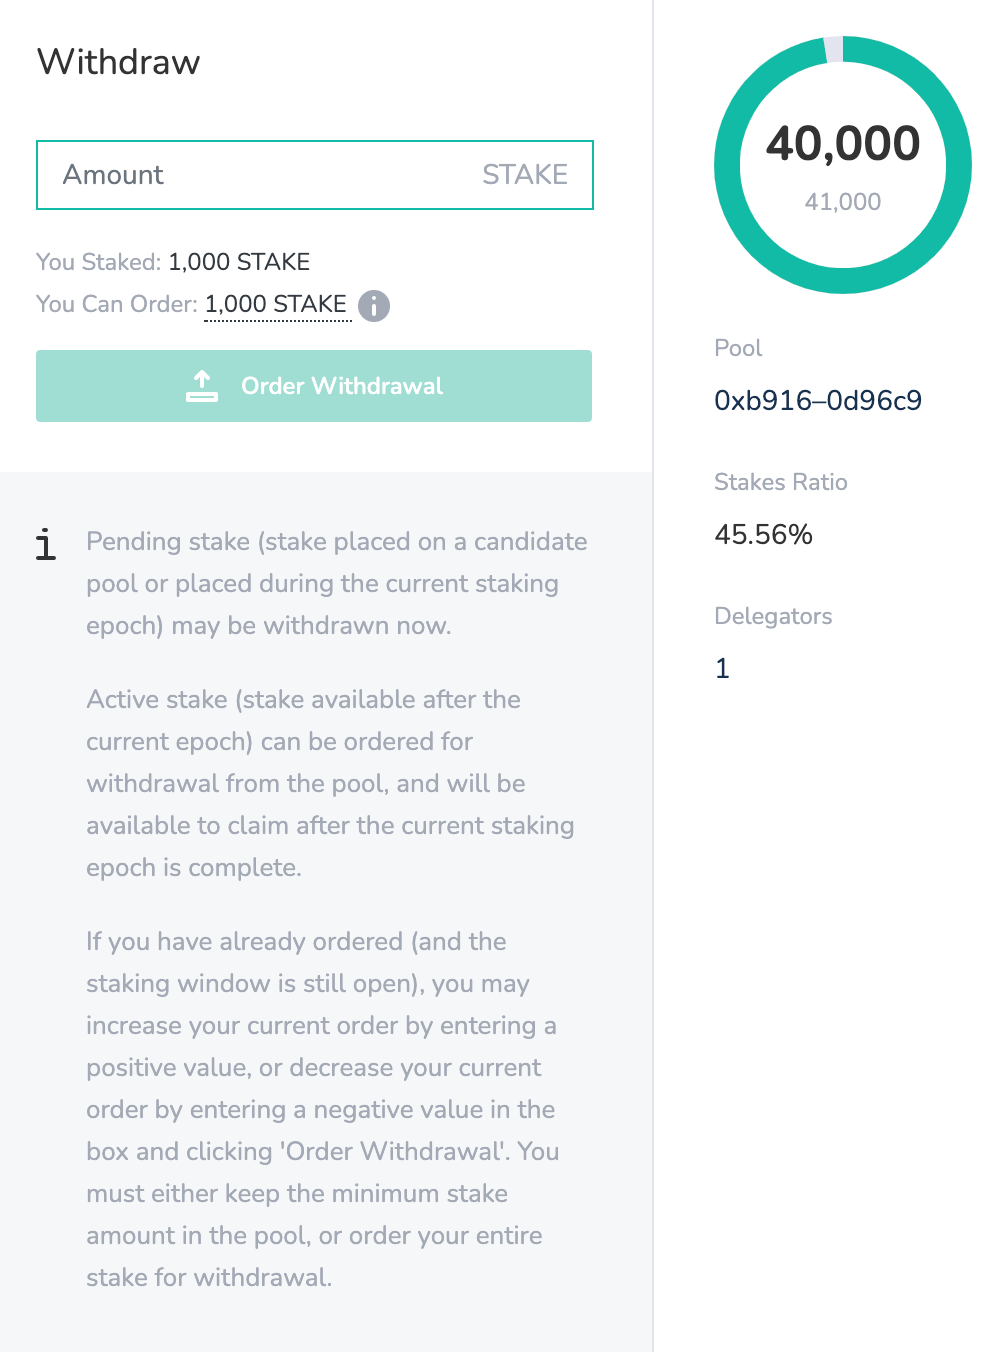 Withdraw
Amount STAKE
You Staked: 1,000 STAKE
You Can Order: 1,000 STAKE i
Order Withdrawal
i
Pending stake (stake placed on a candidate
pool or placed during the current staking
epoch) may be withdrawn now.
Active stake (stake available after the
current epoch) can be ordered for
withdrawal from the pool, and will be
available to claim after the current staking
epoch is complete.
If you have already ordered (and the
staking window is still open), you may
increase your current order by entering a
positive value, or decrease your current
order by entering a negative value in the
box and clicking 'Order Withdrawal'. You
must either keep the minimum stake
amount in the pool, or order your entire
stake for withdrawal.
40,000
41,000
Pool
0xb916–0d96c9
Stakes Ratio
45.56%
Delegators
1